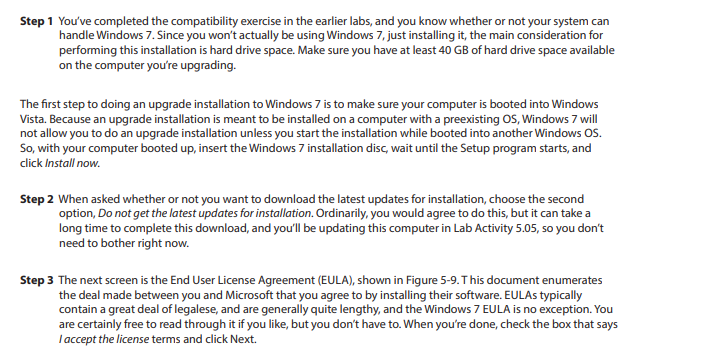 Step 1 You've completed the compatibility exercise in the earlier labs, and you know whether or not your system can
handle Windows 7. Since you won't actually be using Windows 7, just installing it, the main consideration for
performing this installation is hard drive space. Make sure you have at least 40 GB of hard drive space available
on the computer you're upgrading.
The first step to doing an upgrade installation to Windows 7 is to make sure your computer is booted into Windows
Vista. Because an upgrade installation is meant to be installed on a computer with a preexisting OS, Windows 7 will
not allow you to do an upgrade installation unless you start the installation while booted into another Windows OS.
So, with your computer booted up, insert the Windows 7 installation disc, wait until the Setup program starts, and
click Install now.
Step 2 When asked whether or not you want to download the latest updates for installation, choose the second
option, Do not get the latest updates for installation. Ordinarily, you would agree to do this, but it can take a
long time to complete this download, and you'll be updating this computer in Lab Activity 5.05, so you don't
need to bother right now.
Step 3 The next screen is the End User License Agreement (EULA), shown in Figure 5-9. T his document enumerates
the deal made between you and Microsoft that you agree to by installing their software. EULAs typically
contain a great deal of legalese, and are generally quite lengthy, and the Windows 7 EULA is no exception. You
are certainly free to read through it if you like, but you don't have to. When you're done, check the box that says
I accept the license terms and click Next.